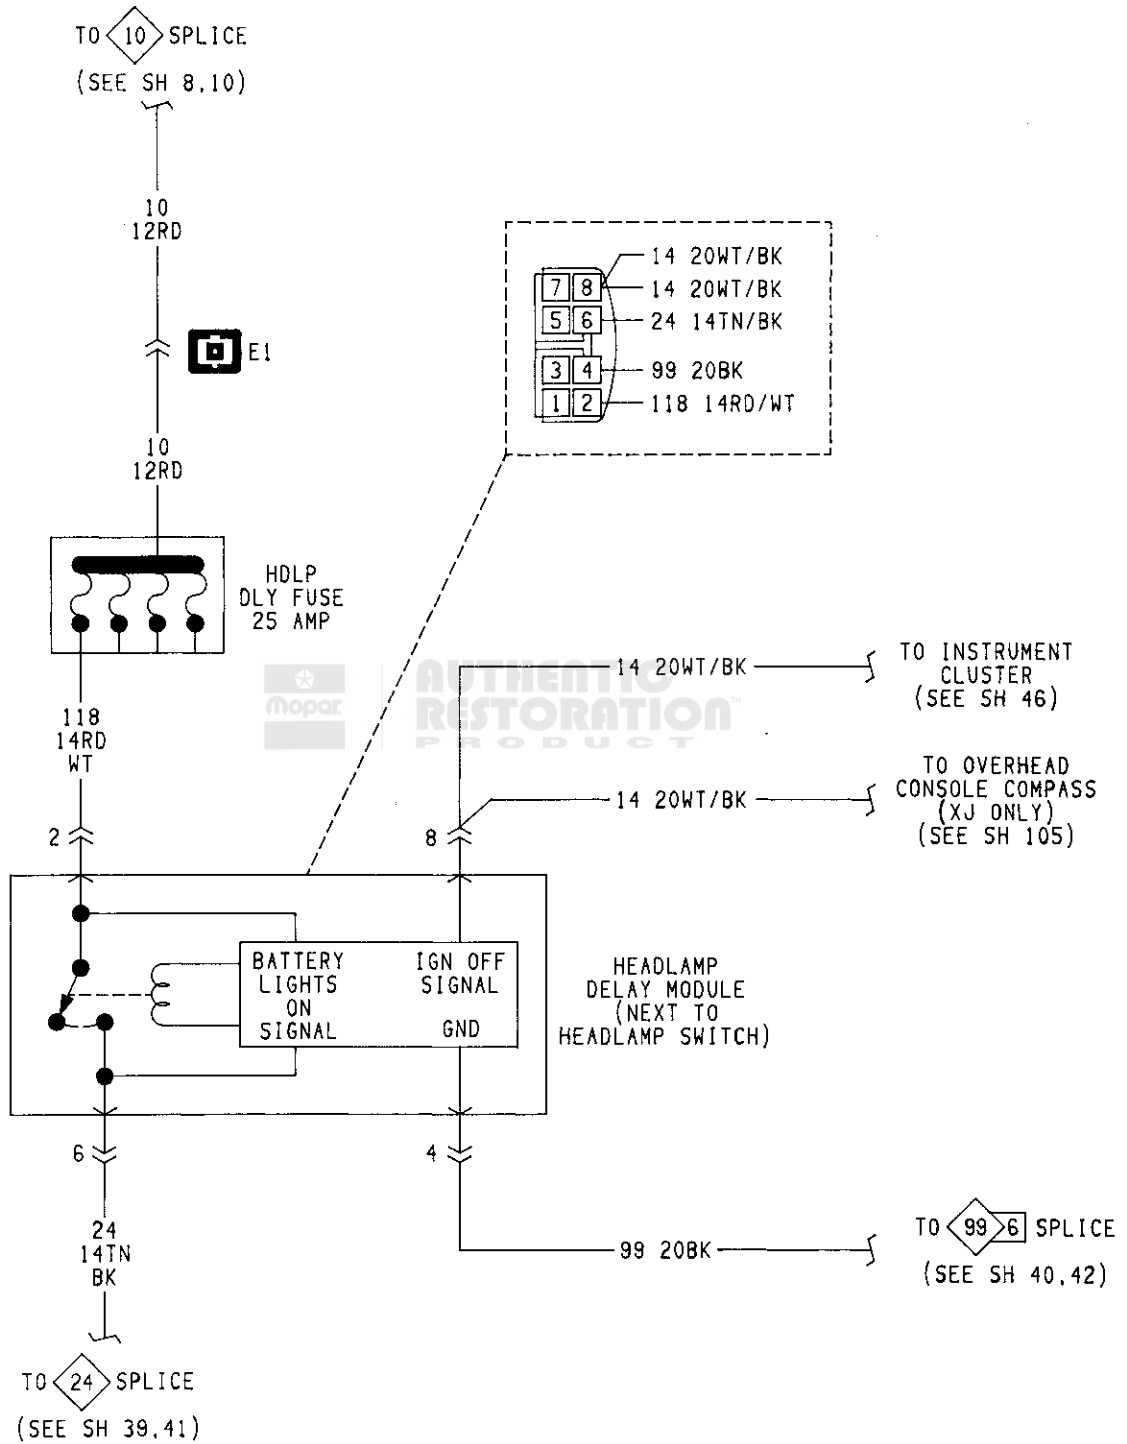 TO 10 SPLICE
(SEE SH 8,10)
10
12RD
E1
10
12RD
14 20WT/BK
7 8 14 20WT/BK
5 6 24 14TN/BK
3 4 99 20BK
1 2 118 14RD/WT
HDLP
DLY FUSE
25 AMP
Mopar
AUTHENTIC
RESTORATION™
PRODUCT
14 20WT/BK
TO INSTRUMENT
CLUSTER
(SEE SH 46)
118
14RD
WT
14 20WT/BK
TO OVERHEAD
CONSOLE COMPASS
(XJ ONLY)
(SEE SH 105)
2
8
BATTERY
LIGHTS
ON
SIGNAL
IGN OFF
SIGNAL
GND
HEADLAMP
DELAY MODULE
(NEXT TO
HEADLAMP SWITCH)
6
4
24
14TN
BK
99 20BK
TO 99 6 SPLICE
(SEE SH 40,42)
TO 24 SPLICE
(SEE SH 39,41)